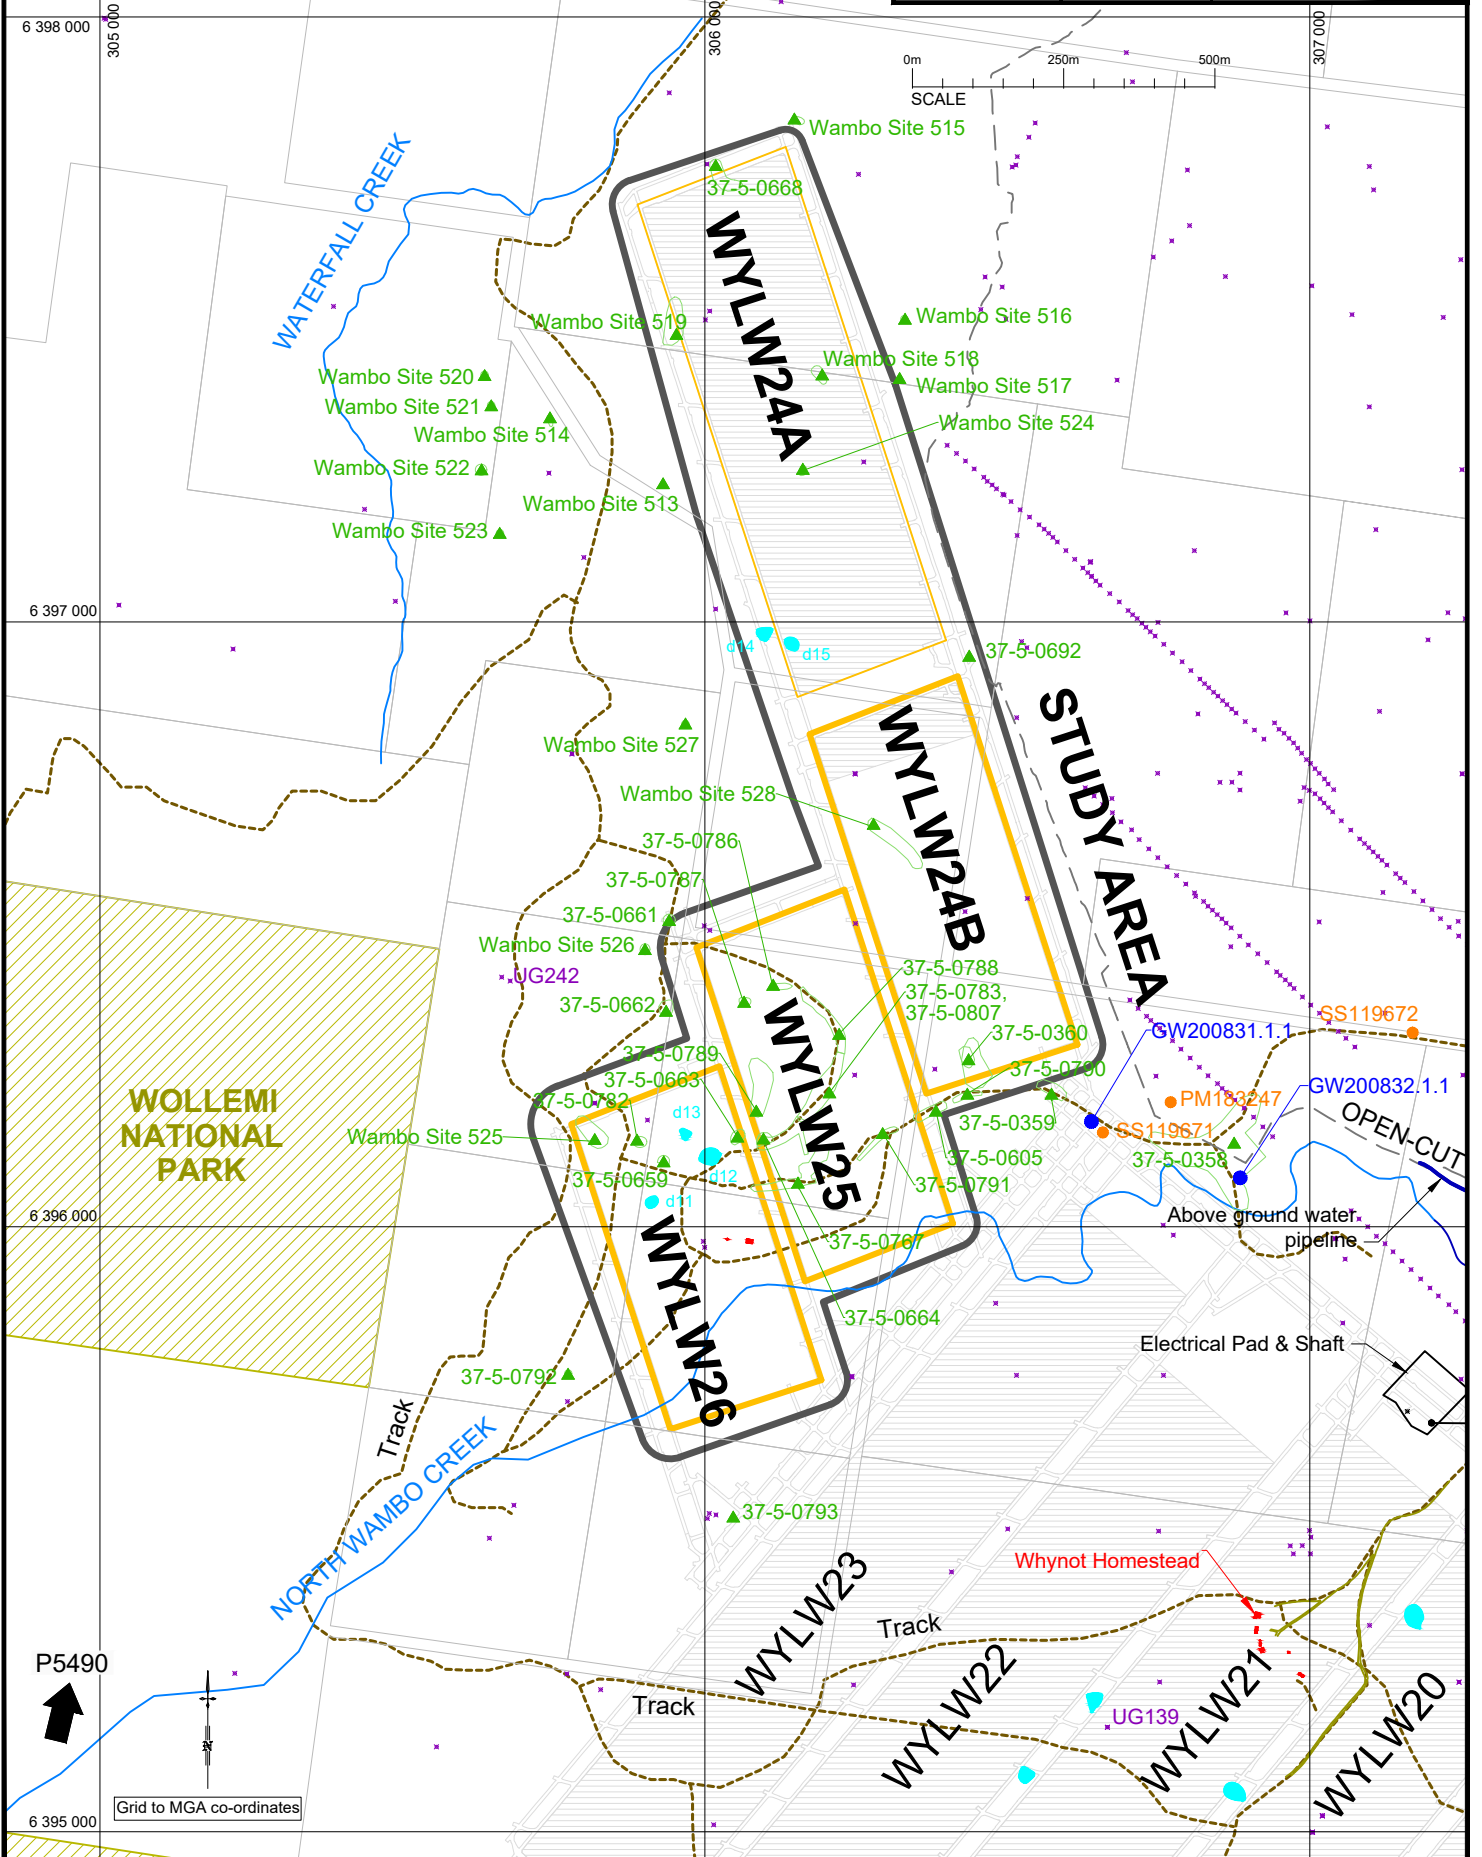 6 398 000
305 000
306 000
307 000
0m
250m
500m
SCALE
Wambo Site 515
37-5-0668
WATERFALL CREEK
WYLW24A
Wambo Site 519
Wambo Site 516
Wambo Site 518
Wambo Site 517
Wambo Site 520
Wambo Site 521
Wambo Site 514
Wambo Site 524
Wambo Site 522
Wambo Site 513
Wambo Site 523
6 397 000
d14
d15
37-5-0692
STUDY AREA
Wambo Site 527
WYLW24B
Wambo Site 528
37-5-0786
37-5-0787
37-5-0661
Wambo Site 526
UG242
37-5-0662
37-5-0788
37-5-0783,
37-5-0807
37-5-0360
SS119672
GW200831.1.1
37-5-0789
37-5-0790
37-5-0663
GW200832.1.1
WOLLEMI
NATIONAL
PARK
37-5-0782
PM183247
d13
WYLW25
37-5-0359
SS119671
OPEN-CUT
Wambo Site 525
37-5-0605
37-5-0358
37-5-0659
d12
37-5-0791
d11
6 396 000
Above ground water
pipeline
37-5-0767
WYLW26
37-5-0664
Electrical Pad & Shaft
37-5-0792
Track
NORTH WAMBO CREEK
37-5-0793
Whynot Homestead
WYLW23
Track
P5490
WYLW22
WYLW21
WYLW20
Track
UG139
N
Grid to MGA co-ordinates
6 395 000